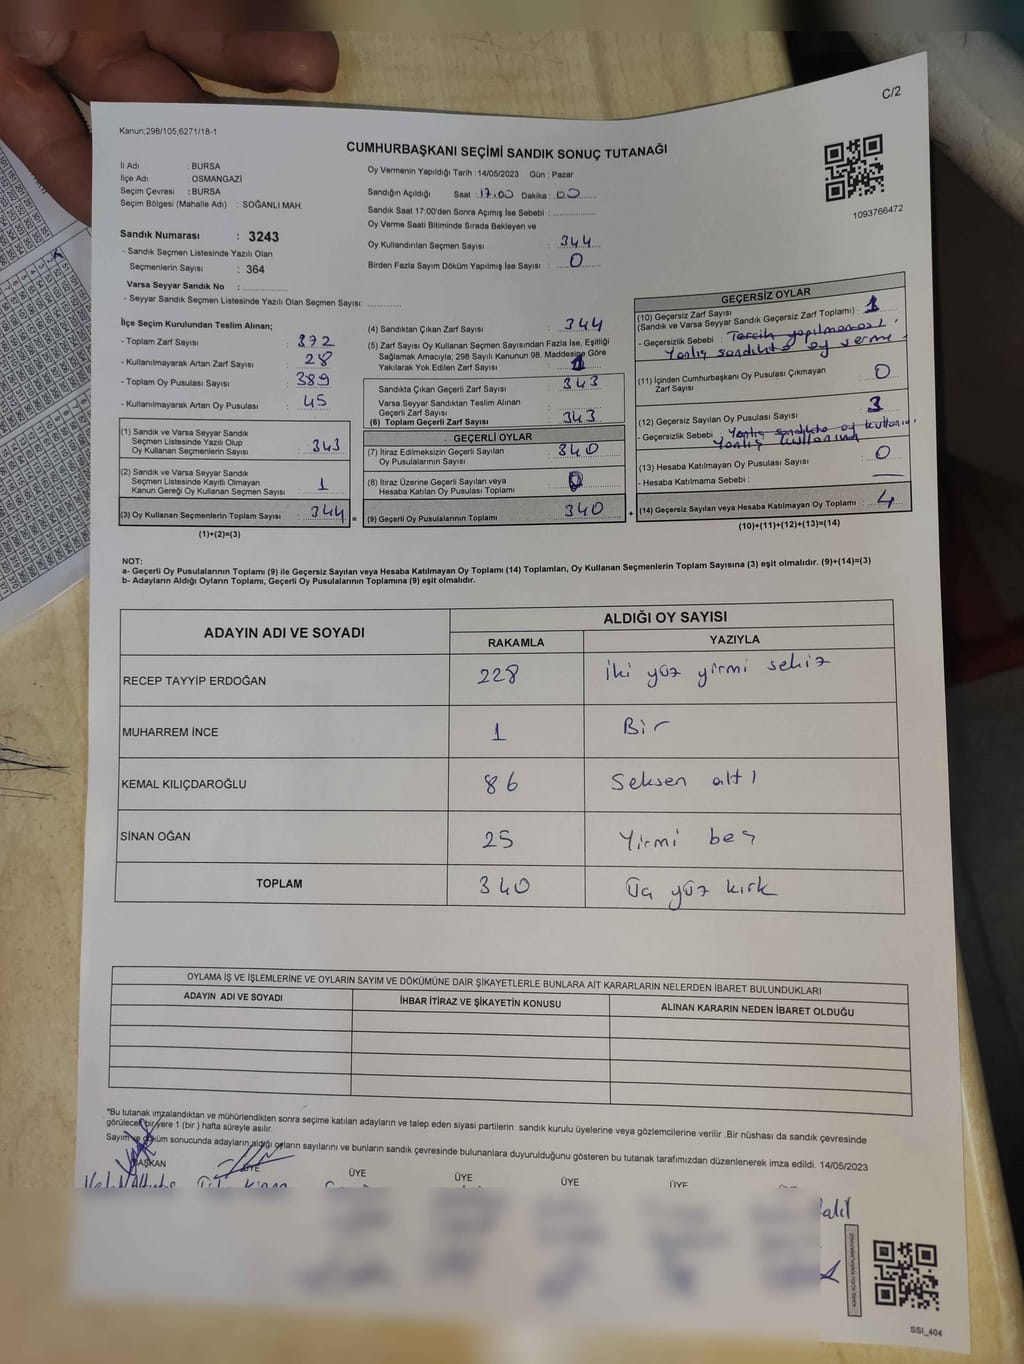 C/2
Kanun;298/105;6271/18-1
CUMHURBAŞKANI SEÇİMİ SANDIK SONUÇ TUTANAĞI
İl Adı : BURSA
İlçe Adı : OSMANGAZİ
Seçim Çevresi : BURSA
Seçim Bölgesi (Mahalle Adı) : SOĞANLI MAH.
Sandık Numarası : 3243
- Sandık Seçmen Listesinde Yazılı Olan
Seçmenlerin Sayısı : 364
Varsa Seyyar Sandık No :
- Seyyar Sandık Seçmen Listesinde Yazılı Olan Seçmen Sayısı:
Oy Vermenin Yapıldığı Tarih : 14/05/2023 Gün : Pazar
Sandığın Açıldığı Saat : 17.00 Dakika : 00
Sandık Saat 17:00'den Sonra Açımış İse Sebebi :
Oy Verme Saati Bitiminde Sırada Bekleyen ve
Oy Kullandırılan Seçmen Sayısı : 344
Birden Fazla Sayım Döküm Yapılmış İse Sayısı : 0
1093766472
İlçe Seçim Kurulundan Teslim Alınan;
- Toplam Zarf Sayısı : 372
- Kullanılmayarak Artan Zarf Sayısı : 28
- Toplam Oy Pusulası Sayısı : 389
- Kullanılmayarak Artan Oy Pusulası : 45
(1) Sandık ve Varsa Seyyar Sandık
Seçmen Listesinde Yazılı Olup
Oy Kullanan Seçmenlerin Sayısı : 343
(2) Sandık ve Varsa Seyyar Sandık
Seçmen Listesinde Kayıtlı Olmayan
Kanun Gereği Oy Kullanan Seçmen Sayısı : 1
(3) Oy Kullanan Seçmenlerin Toplam Sayısı : 344
(1)+(2)=(3)
(4) Sandıktan Çıkan Zarf Sayısı : 344
(5) Zarf Sayısı Oy Kullanan Seçmen Sayısından Fazla İse, Eşitliği
Sağlamak Amacıyla; 298 Sayılı Kanunun 98. Maddesine Göre
Yakılarak Yok Edilen Zarf Sayısı :
Sandıkta Çıkan Geçerli Zarf Sayısı : 343
Varsa Seyyar Sandıktan Teslim Alınan
Geçerli Zarf Sayısı :
(6) Toplam Geçerli Zarf Sayısı : 343
GEÇERLİ OYLAR
(7) İtiraz Edilmeksizin Geçerli Sayılan
Oy Pusulalarının Sayısı : 340
(8) İtiraz Üzerine Geçerli Sayılan veya
Hesaba Katılan Oy Pusulası Toplamı : 0
= (9) Geçerli Oy Pusulalarının Toplamı : 340
GEÇERSİZ OYLAR
(10) Geçersiz Zarf Sayısı
(Sandık ve Varsa Seyyar Sandık Geçersiz Zarf Toplamı) : 1
- Geçersizlik Sebebi : Tercih yapılmaması
Yanlış sandıkta oy verme
(11) İçinden Cumhurbaşkanı Oy Pusulası Çıkmayan
Zarf Sayısı : 0
(12) Geçersiz Sayılan Oy Pusulası Sayısı : 3
- Geçersizlik Sebebi : Yanlış sandıkta oy
Yanlış
(13) Hesaba Katılmayan Oy Pusulası Sayısı : 0
- Hesaba Katılmama Sebebi :
+ (14) Geçersiz Sayılan veya Hesaba Katılmayan Oy Toplamı : 4
(10)+(11)+(12)+(13)=(14)
NOT:
a- Geçerli Oy Pusulalarının Toplamı (9) ile Geçersiz Sayılan veya Hesaba Katılmayan Oy Toplamı (14) Toplamları, Oy Kullanan Seçmenlerin Toplam Sayısına (3) eşit olmalıdır. (9)+(14)=(3)
b- Adayların Aldığı Oyların Toplamı, Geçerli Oy Pusulalarının Toplamına (9) eşit olmalıdır.
ADAYIN ADI VE SOYADI
ALDIĞI OY SAYISI
RAKAMLA YAZIYLA
RECEP TAYYİP ERDOĞAN 228 İki yüz yirmi sekiz
MUHARREM İNCE 1 Bir
KEMAL KILIÇDAROĞLU 86 Seksen altı
SİNAN OĞAN 25 Yirmi beş
TOPLAM 340 Üç yüz kırk
OYLAMA İŞ VE İŞLEMLERİNE VE OYLARIN SAYIM VE DÖKÜMÜNE DAİR ŞİKAYETLERLE BUNLARA AİT KARARLARIN NELERDEN İBARET BULUNDUKLARI
ADAYIN ADI VE SOYADI İHBAR İTİRAZ VE ŞİKAYETİN KONUSU ALINAN KARARIN NEDEN İBARET OLDUĞU
*Bu tutanak imzalandıktan ve mühürlendikten sonra seçime katılan adayların ve talep eden siyasi partilerin sandık kurulu üyelerine veya gözlemcilerine verilir .Bir nüshası da sandık çevresinde
görülecek bir yere 1 (bir ) hafta süreyle asılır.
Sayım ve döküm sonucunda adayların aldığı oyların sayılarını ve bunların sandık çevresinde bulunanlara duyurulduğunu gösteren bu tutanak tarafımızdan düzenlenerek imza edildi. 14/05/2023
BAŞKAN ÜYE ÜYE ÜYE ÜYE ÜYE
SSI_404